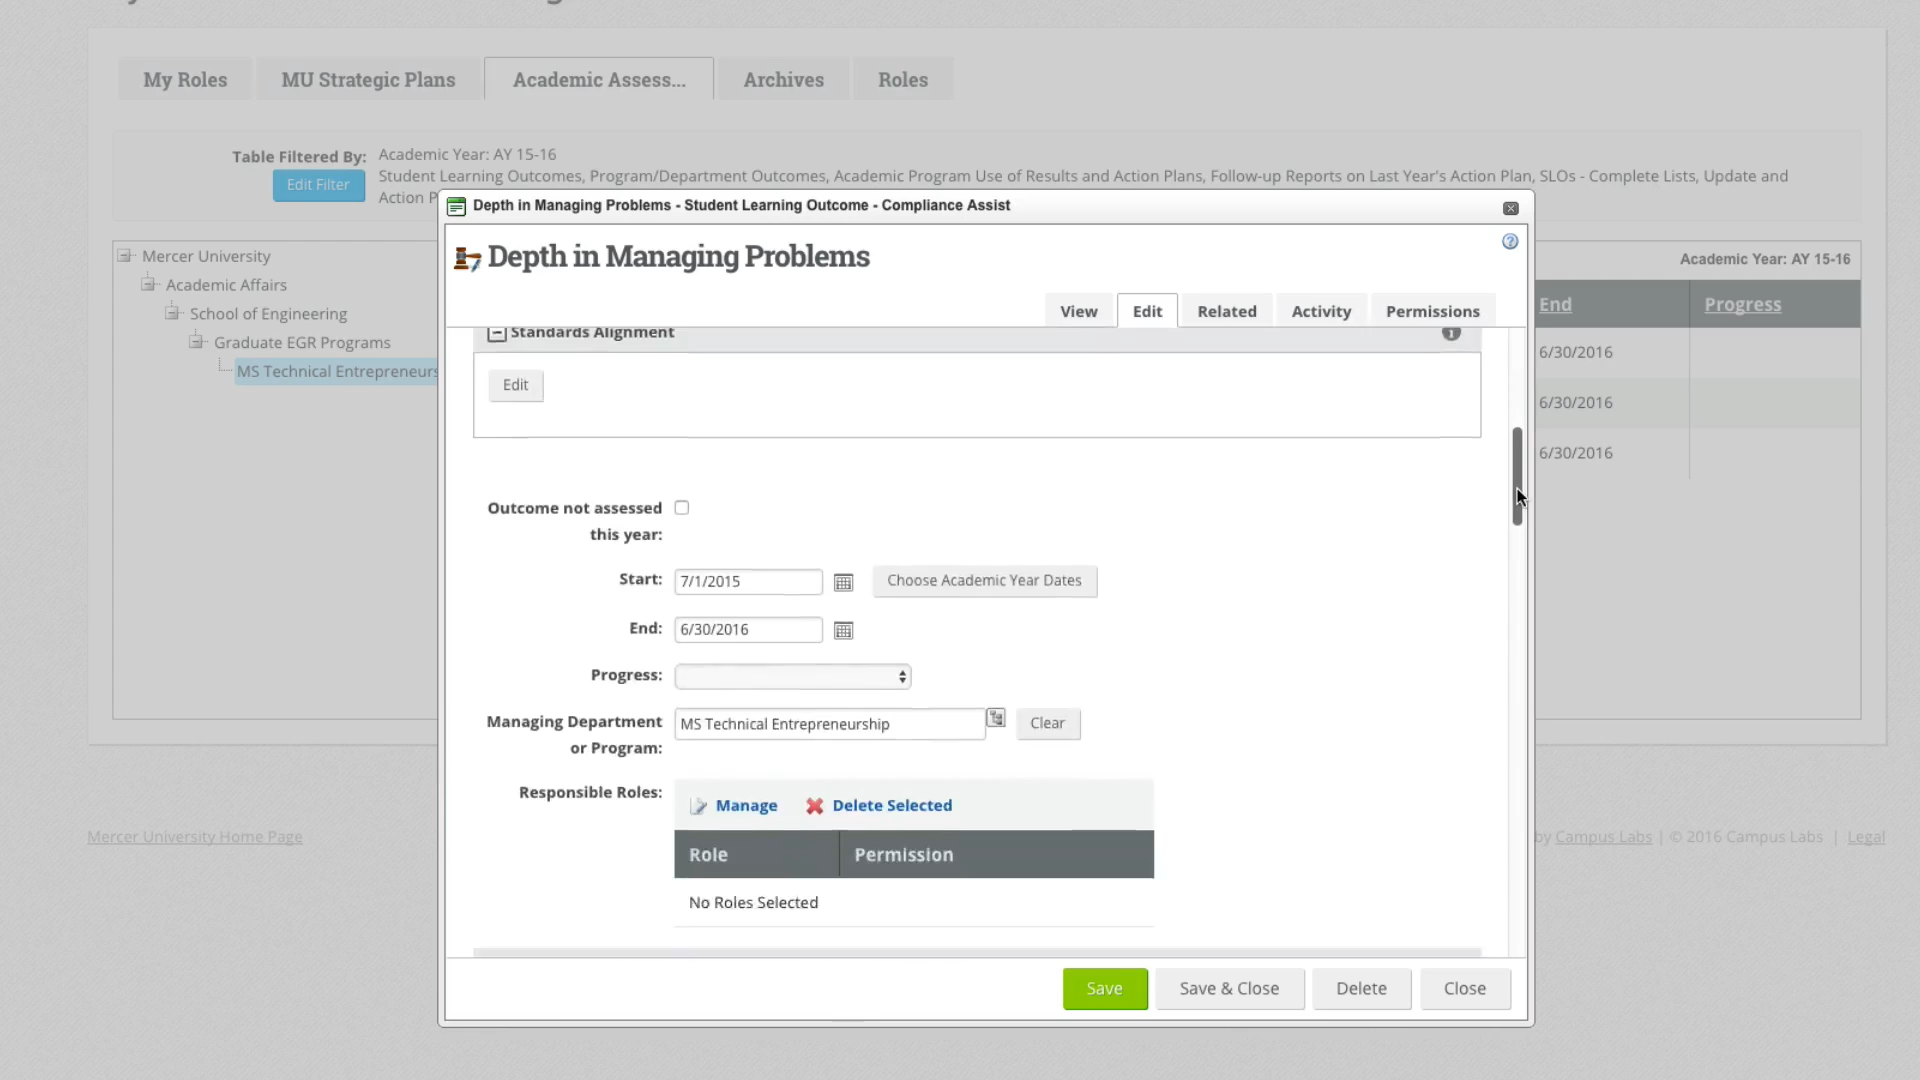 My Roles
MU Strategic Plans
Academic Assess...
Archives
Roles
Table Filtered By:
Academic Year: AY 15-16
Edit Filter
Student Learning Outcomes, Program/Department Outcomes, Academic Program Use of Results and Action Plans, Follow-up Reports on Last Year's Action Plan, SLOs - Complete Lists, Update and
Action P
Depth in Managing Problems - Student Learning Outcome - Compliance Assist
Depth in Managing Problems
View
Edit
Related
Activity
Permissions
Mercer University
Academic Affairs
School of Engineering
Graduate EGR Programs
MS Technical Entrepreneurs
Academic Year: AY 15-16
End
Progress
6/30/2016
6/30/2016
6/30/2016
Standards Alignment
Edit
Outcome not assessed
this year:
Start:
7/1/2015
Choose Academic Year Dates
End:
6/30/2016
Progress:
Managing Department
or Program:
MS Technical Entrepreneurship
Clear
Responsible Roles:
Manage
Delete Selected
Role
Permission
No Roles Selected
Save
Save & Close
Delete
Close
Mercer University Home Page
by Campus Labs | © 2016 Campus Labs | Legal